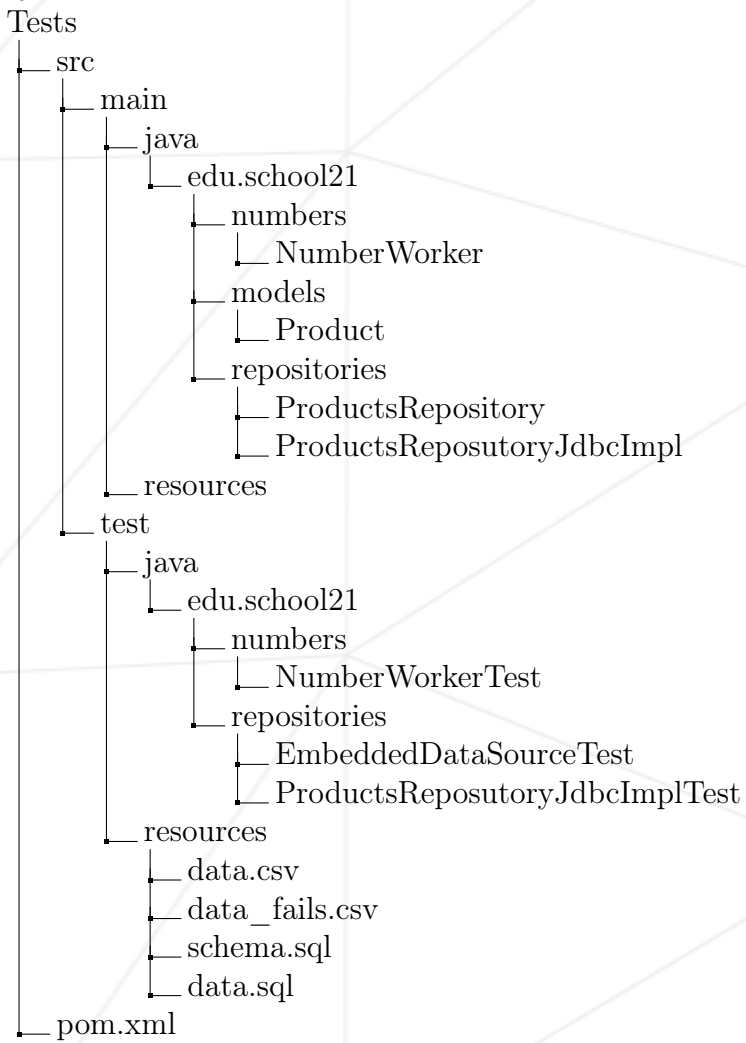 Tests
src
main
java
edu.school21
numbers
NumberWorker
models
Product
repositories
ProductsRepository
ProductsReposutoryJdbcImpl
resources
test
java
edu.school21
numbers
NumberWorkerTest
repositories
EmbeddedDataSourceTest
ProductsReposutoryJdbcImplTest
resources
data.csv
data_fails.csv
schema.sql
data.sql
pom.xml